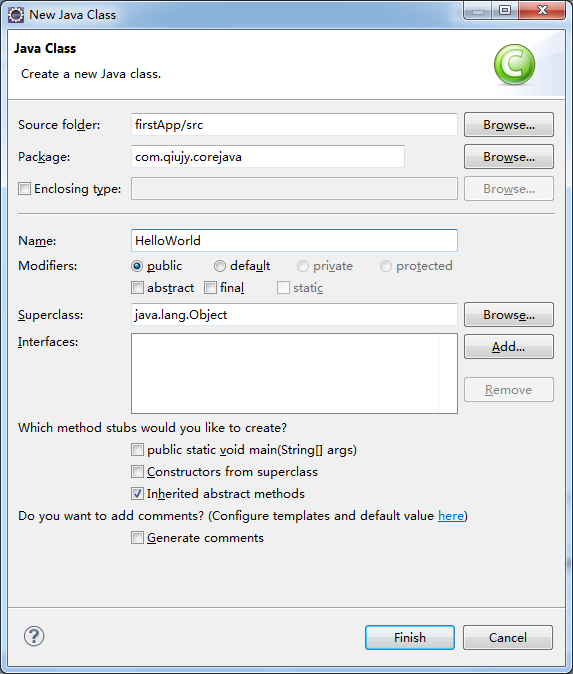 New Java Class
Java Class
Create a new Java class.
Source folder: firstApp/src Browse...
Package: com.qiujy.corejava Browse...
Enclosing type: Browse...
Name: HelloWorld
Modifiers: public default private protected
abstract final static
Superclass: java.lang.Object Browse...
Interfaces: Add...
Remove
Which method stubs would you like to create?
public static void main(String[] args)
Constructors from superclass
Inherited abstract methods
Do you want to add comments? (Configure templates and default value here)
Generate comments
? Finish Cancel